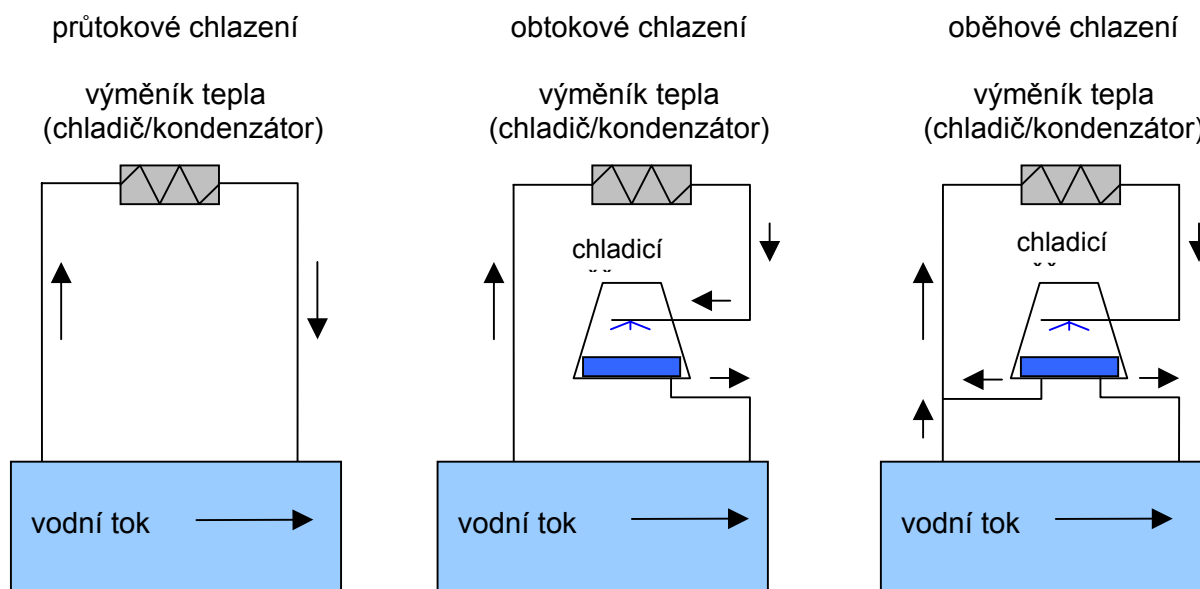 průtokové chlazení
výměník tepla
(chladič/kondenzátor)
vodní tok
obtokové chlazení
výměník tepla
(chladič/kondenzátor)
chladicí
vodní tok
oběhové chlazení
výměník tepla
(chladič/kondenzátor)
chladicí
vodní tok